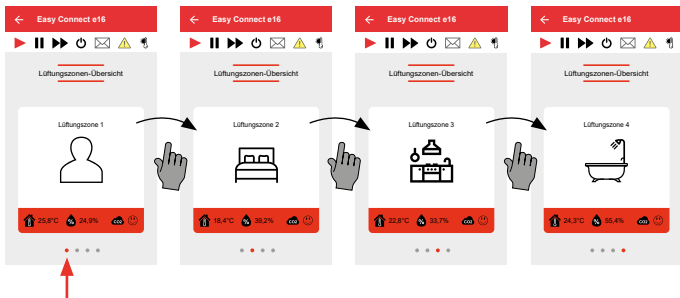 Easy Connect e16
Lüftungszonen-Übersicht
Lüftungszone 1
25,8°C % 24,9% CO2
Easy Connect e16
Lüftungszonen-Übersicht
Lüftungszone 2
18,4°C % 39,2% CO2
Easy Connect e16
Lüftungszonen-Übersicht
Lüftungszone 3
22,8°C % 33,7% CO2
Easy Connect e16
Lüftungszonen-Übersicht
Lüftungszone 4
24,3°C % 55,4% CO2